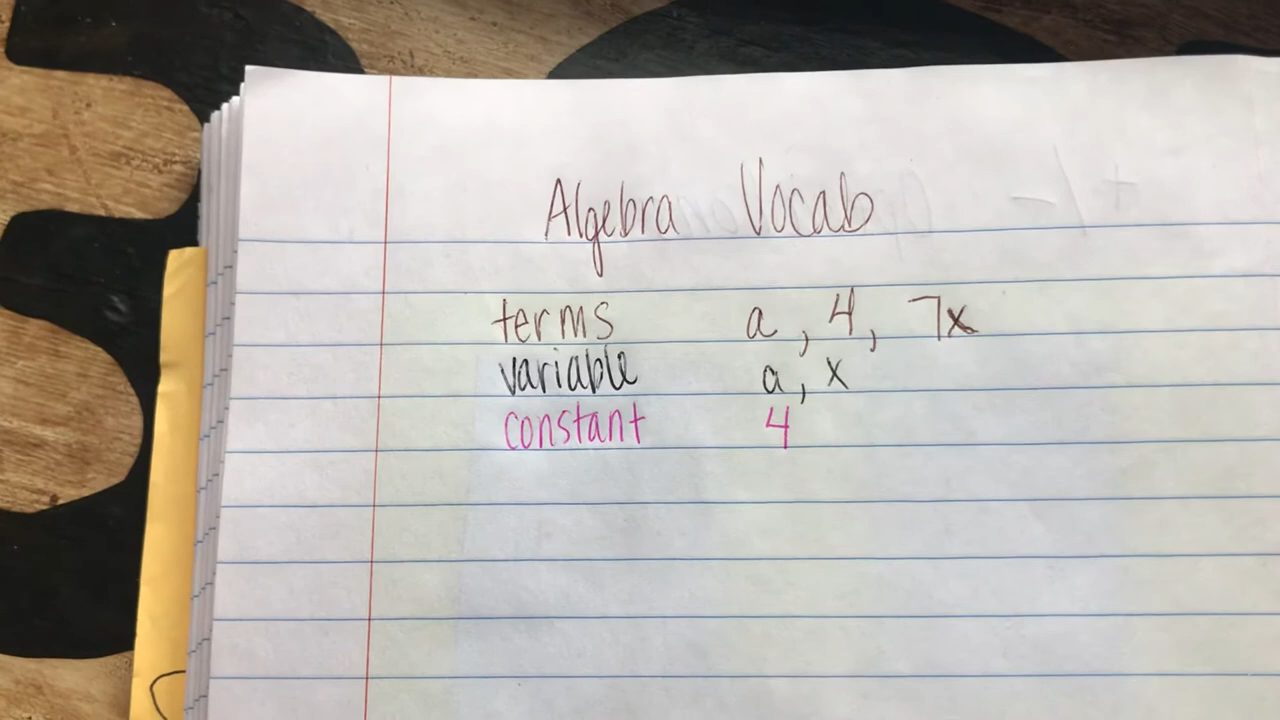 Algebra Vocab
terms a, 4, 7x
variable a, x
constant 4